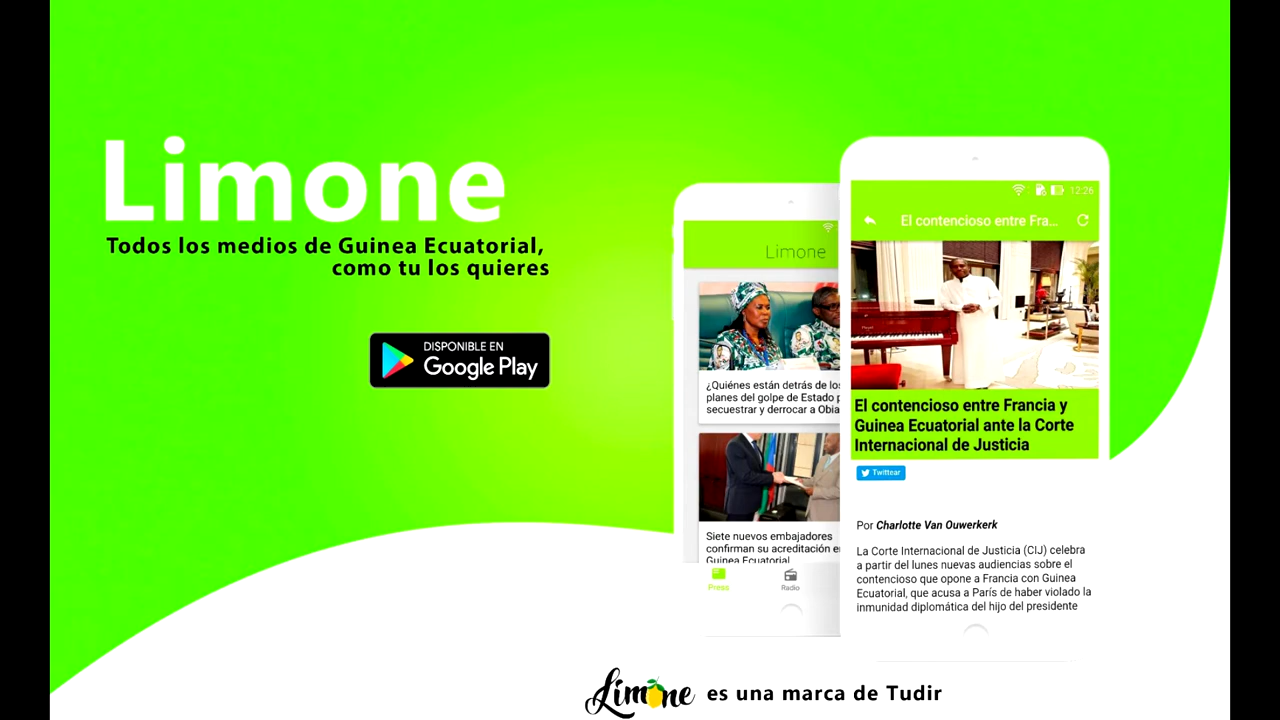 Limone
Todos los medios de Guinea Ecuatorial,
como tu los quieres
DISPONIBLE EN
Google Play
Limone
¿Quiénes están detrás de los
planes del golpe de Estado p
secuestrar y derrocar a Obia
Siete nuevos embajadores
confirman su acreditación e
Guinea Ecuatorial
Prensa
Radio
12:26
El contencioso entre Fra...
El contencioso entre Francia y
Guinea Ecuatorial ante la Corte
Internacional de Justicia
Twittear
Por Charlotte Van Ouwerkerk
La Corte Internacional de Justicia (CIJ) celebra
a partir del lunes nuevas audiencias sobre el
contencioso que opone a Francia con Guinea
Ecuatorial, que acusa a París de haber violado la
inmunidad diplomática del hijo del presidente
Limone es una marca de Tudir